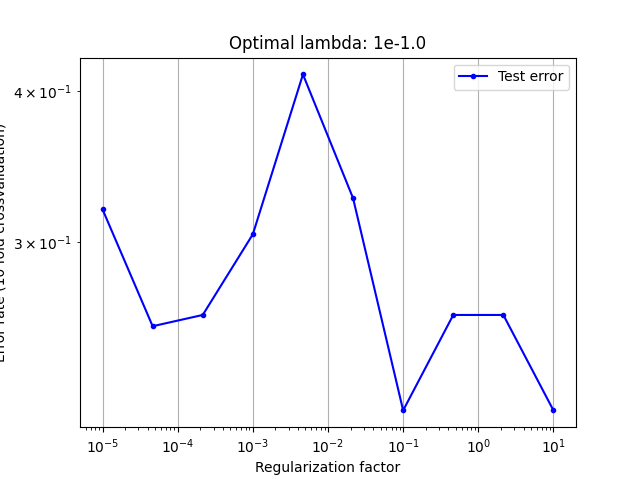 Optimal lambda: 1e-1.0
Test error
4 × 10⁻¹
3 × 10⁻¹
Error rate (10 fold crossvalidation)
10⁻⁵ 10⁻⁴ 10⁻³ 10⁻² 10⁻¹ 10⁰ 10¹
Regularization factor